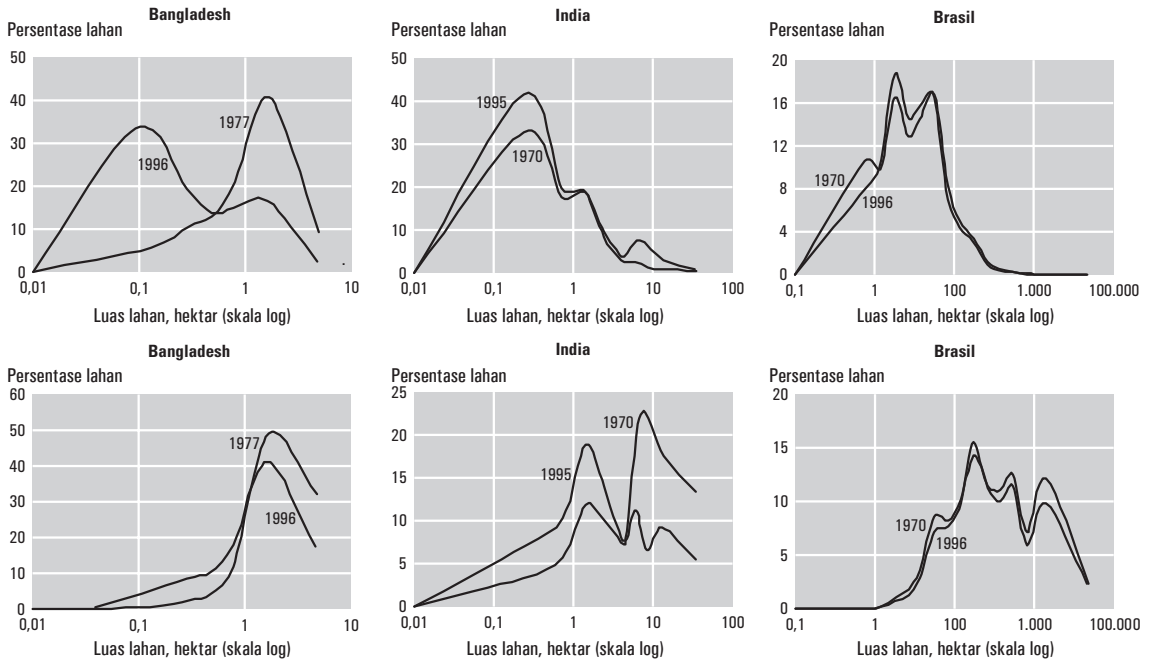 Bangladesh
Persentase lahan
50
40
30
20
10
0
1977
1996
0,01 0,1 1 10
Luas lahan, hektar (skala log)
India
Persentase lahan
50
40
30
20
10
0
1995
1970
0,01 0,1 1 10 100
Luas lahan, hektar (skala log)
Brasil
Persentase lahan
20
16
12
8
4
0
1970
1996
0,1 1 100 1.000 100.000
Luas lahan, hektar (skala log)
Bangladesh
Persentase lahan
60
50
40
30
20
10
0
1977
1996
0,01 0,1 1 10
Luas lahan, hektar (skala log)
India
Persentase lahan
25
20
15
10
5
0
1970
1995
0,01 0,1 1 10 100
Luas lahan, hektar (skala log)
Brasil
Persentase lahan
20
15
10
5
0
1970
1996
0,1 1 100 1.000 100.000
Luas lahan, hektar (skala log)